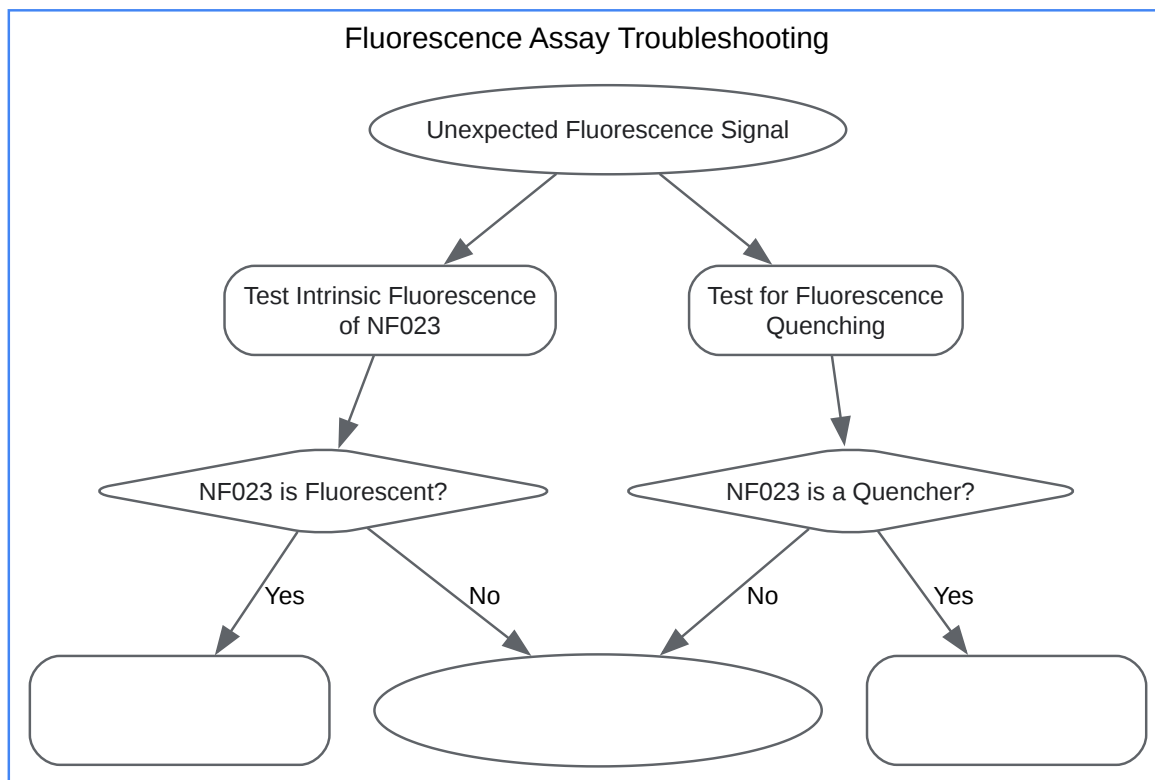 Fluorescence Assay Troubleshooting
Unexpected Fluorescence Signal
Test Intrinsic Fluorescence
of NF023
Test for Fluorescence
Quenching
NF023 is Fluorescent?
NF023 is a Quencher?
Yes
No
No
Yes